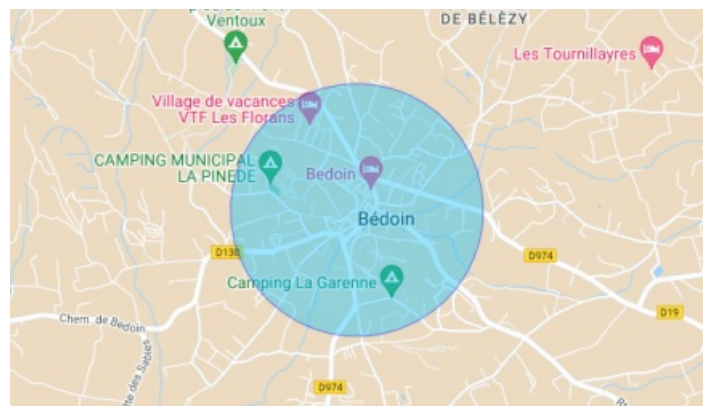 Ventoux
DE BÉLÈZY
Les Tournillayres
Village de vacances
VTF Les Florans
CAMPING MUNICIPAL
LA PINEDE
Bedoin
Bédoin
D138
D974
Camping La Garenne
Chem. de Bedoin
D19
D974